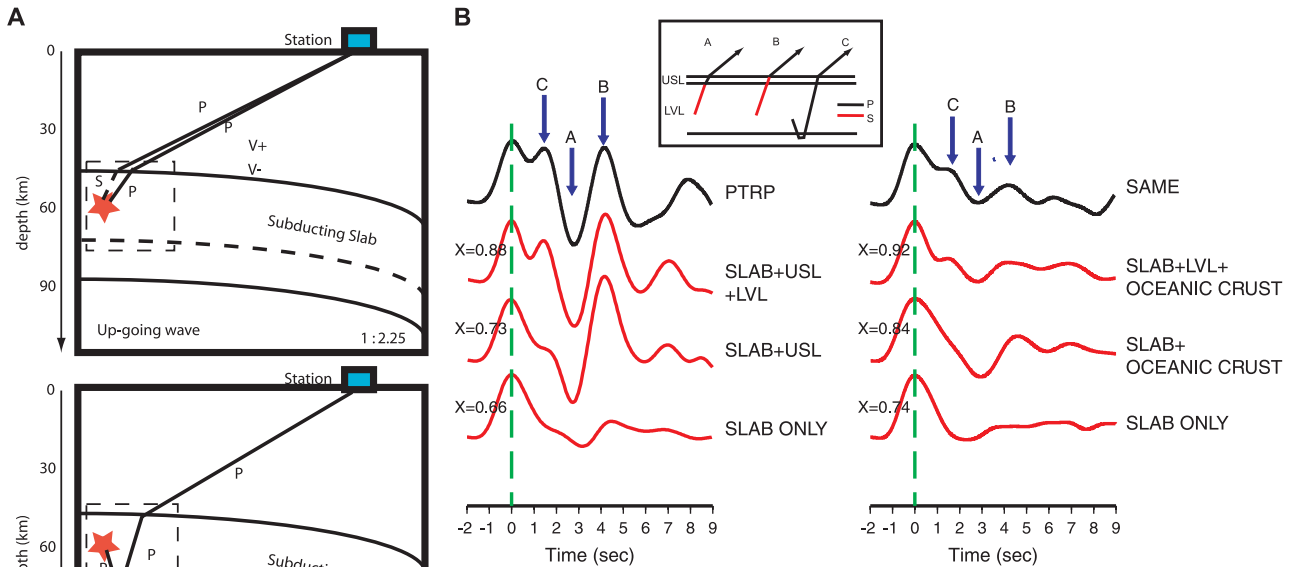 A
Station
0
P
P
30
V+
V-
S
P
depth (km)
60
Subducting Slab
90
Up-going wave
1 : 2.25
Station
0
30
P
60
P
B
A
B
C
USL
LVL
P
S
C
A
B
PTRP
X=0.88
SLAB+USL
+LVL
X=0.73
SLAB+USL
X=0.66
SLAB ONLY
-2 -1 0 1 2 3 4 5 6 7 8 9
Time (sec)
C
A
B
SAME
X=0.92
SLAB+LVL+
OCEANIC CRUST
X=0.84
SLAB+
OCEANIC CRUST
X=0.74
SLAB ONLY
-2 -1 0 1 2 3 4 5 6 7 8 9
Time (sec)